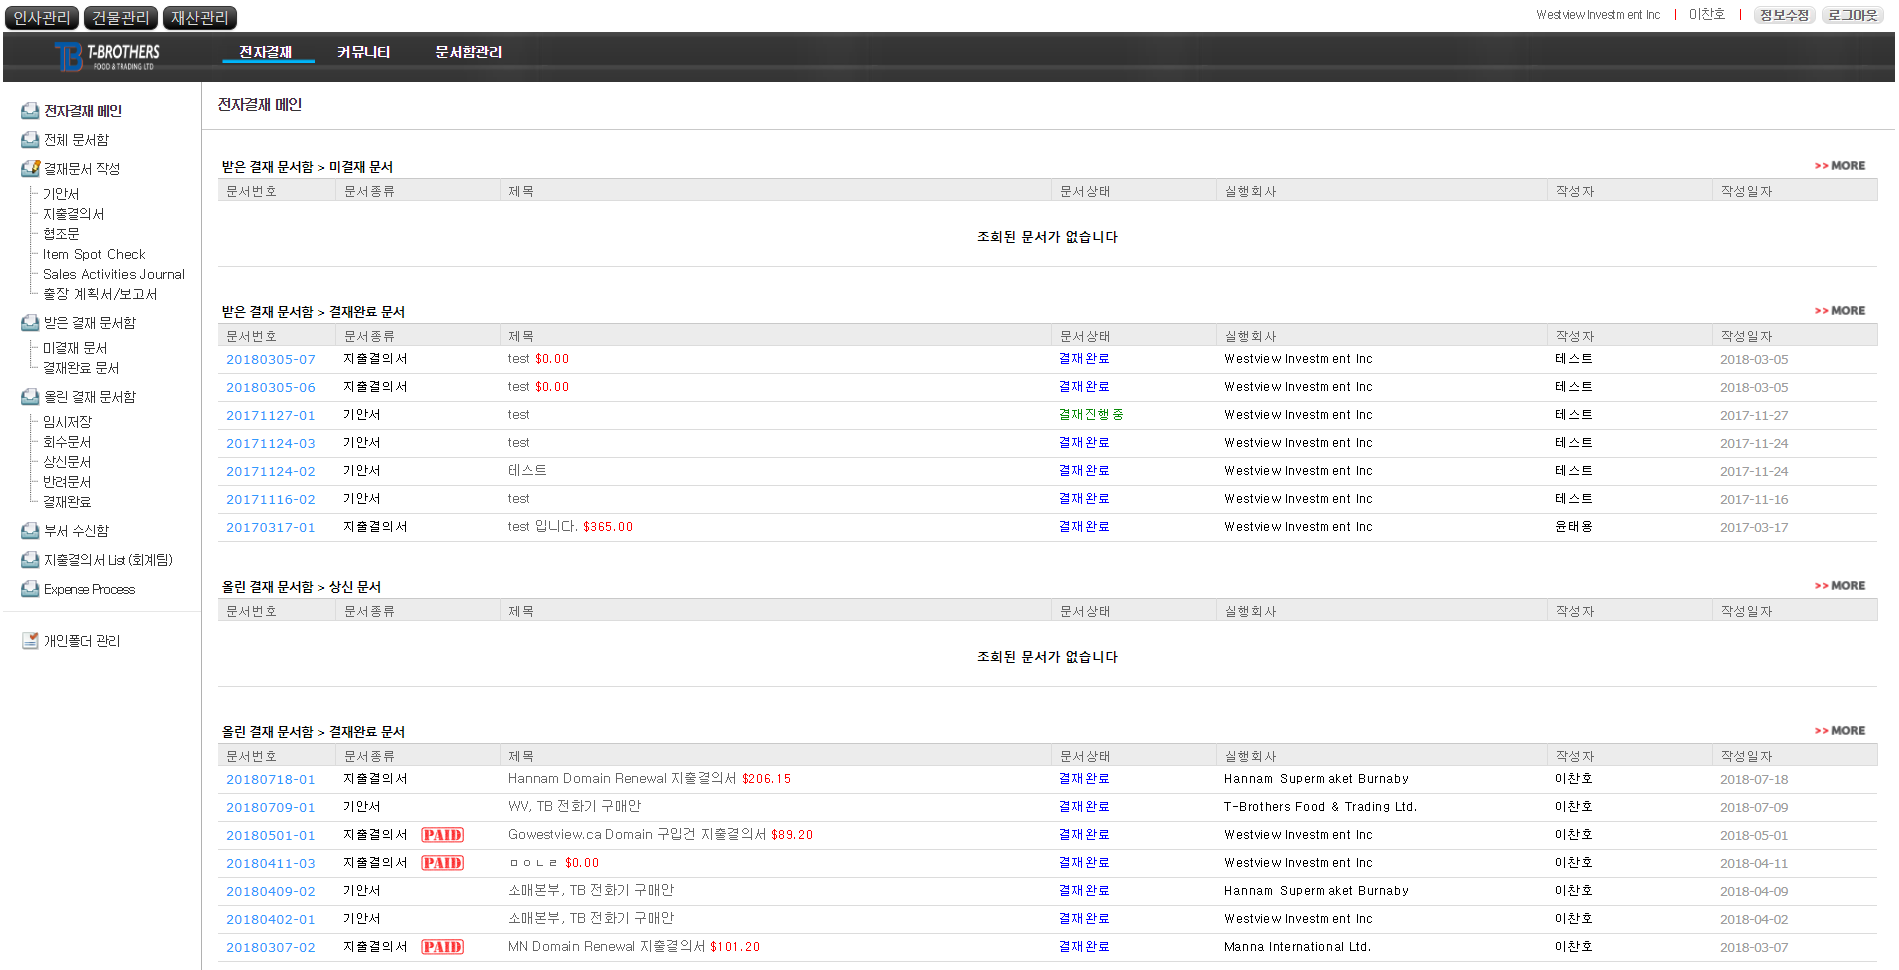 인사관리 건물관리 재산관리 Westview Investment Inc | 이찬호 | 정보수정 로그아웃
TB T-BROTHERS FOOD & TRADING LTD 전자결재 커뮤니티 문서함관리
전자결재 메인
전체 문서함
결재문서 작성
기안서
지출결의서
협조문
Item Spot Check
Sales Activities Journal
출장 계획서/보고서
받은 결재 문서함
미결재 문서
결재완료 문서
올린 결재 문서함
임시저장
회수문서
상신문서
반려문서
결재완료
부서 수신함
지출결의서 List (회계팀)
Expense Process
개인폴더 관리
전자결재 메인
받은 결재 문서함 > 미결재 문서 >> MORE
문서번호 문서종류 제목 문서상태 실행회사 작성자 작성일자
조회된 문서가 없습니다
받은 결재 문서함 > 결재완료 문서 >> MORE
문서번호 문서종류 제목 문서상태 실행회사 작성자 작성일자
20180305-07 지출결의서 test $0.00 결재완료 Westview Investment Inc 테스트 2018-03-05
20180305-06 지출결의서 test $0.00 결재완료 Westview Investment Inc 테스트 2018-03-05
20171127-01 기안서 test 결재진행중 Westview Investment Inc 테스트 2017-11-27
20171124-03 기안서 test 결재완료 Westview Investment Inc 테스트 2017-11-24
20171124-02 기안서 테스트 결재완료 Westview Investment Inc 테스트 2017-11-24
20171116-02 기안서 test 결재완료 Westview Investment Inc 테스트 2017-11-16
20170317-01 지출결의서 test 입니다. $365.00 결재완료 Westview Investment Inc 윤태용 2017-03-17
올린 결재 문서함 > 상신 문서 >> MORE
문서번호 문서종류 제목 문서상태 실행회사 작성자 작성일자
조회된 문서가 없습니다
올린 결재 문서함 > 결재완료 문서 >> MORE
문서번호 문서종류 제목 문서상태 실행회사 작성자 작성일자
20180718-01 지출결의서 Hannam Domain Renewal 지출결의서 $206.15 결재완료 Hannam Supermaket Burnaby 이찬호 2018-07-18
20180709-01 기안서 WV, TB 전화기 구매안 결재완료 T-Brothers Food & Trading Ltd. 이찬호 2018-07-09
20180501-01 지출결의서 PAID Gowestview.ca Domain 구입건 지출결의서 $89.20 결재완료 Westview Investment Inc 이찬호 2018-05-01
20180411-03 지출결의서 PAID ㅁㅇㄴㄹ $0.00 결재완료 Westview Investment Inc 이찬호 2018-04-11
20180409-02 기안서 소매본부, TB 전화기 구매안 결재완료 Hannam Supermaket Burnaby 이찬호 2018-04-09
20180402-01 기안서 소매본부, TB 전화기 구매안 결재완료 Westview Investment Inc 이찬호 2018-04-02
20180307-02 지출결의서 PAID MN Domain Renewal 지출결의서 $101.20 결재완료 Manna International Ltd. 이찬호 2018-03-07